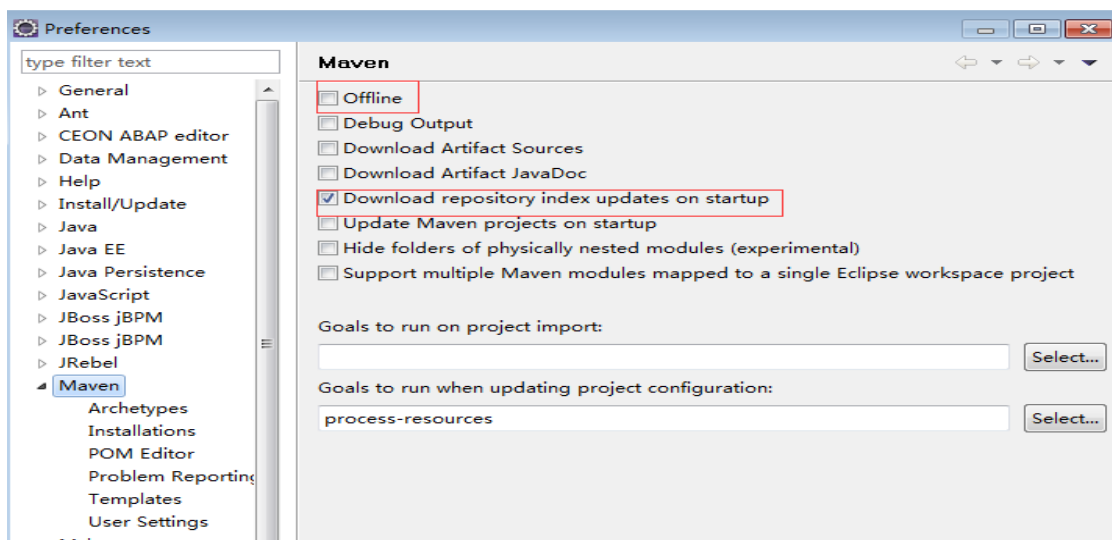 Preferences
type filter text
General
Ant
CEON ABAP editor
Data Management
Help
Install/Update
Java
Java EE
Java Persistence
JavaScript
JBoss jBPM
JBoss jBPM
JRebel
Maven
Archetypes
Installations
POM Editor
Problem Reporting
Templates
User Settings
Maven
Offline
Debug Output
Download Artifact Sources
Download Artifact JavaDoc
Download repository index updates on startup
Update Maven projects on startup
Hide folders of physically nested modules (experimental)
Support multiple Maven modules mapped to a single Eclipse workspace project
Goals to run on project import:
Select...
Goals to run when updating project configuration:
process-resources
Select...